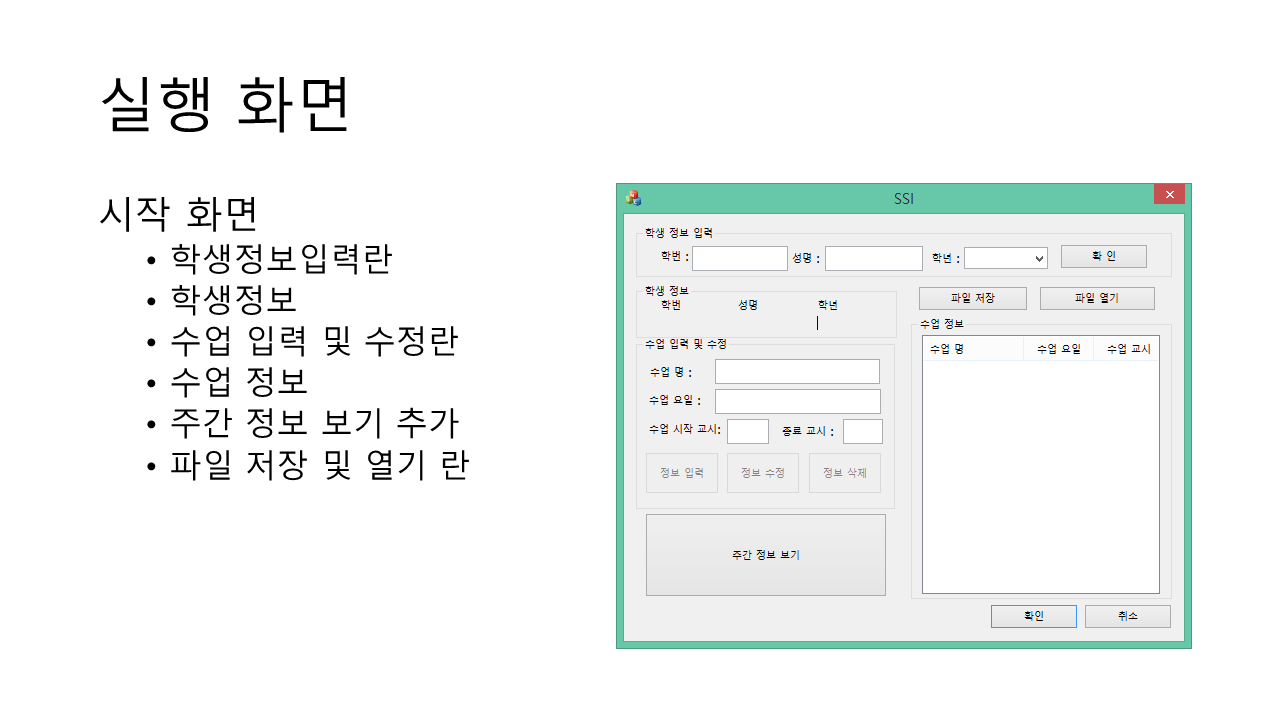 실행 화면
시작 화면
• 학생정보입력란
• 학생정보
• 수업 입력 및 수정란
• 수업 정보
• 주간 정보 보기 추가
• 파일 저장 및 열기 란
SSI
학생 정보 입력
학번 : 성명 : 학년 : 확 인
학생 정보
학번 성명 학년
파일 저장 파일 열기
수업 입력 및 수정
수업 명 :
수업 요일 :
수업 시작 교시: 종료 교시 :
정보 입력 정보 수정 정보 삭제
주간 정보 보기
수업 정보
수업 명 수업 요일 수업 교시
확인 취소